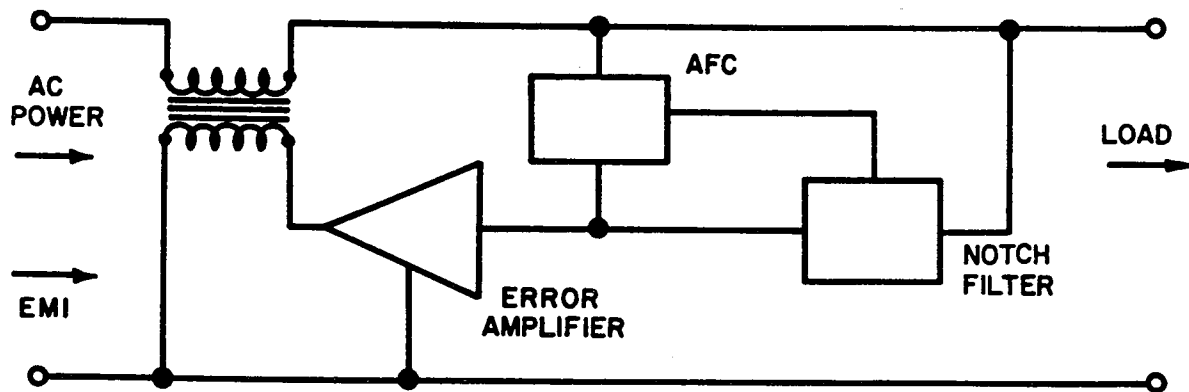 AC
POWER
EMI
AFC
ERROR
AMPLIFIER
NOTCH
FILTER
LOAD